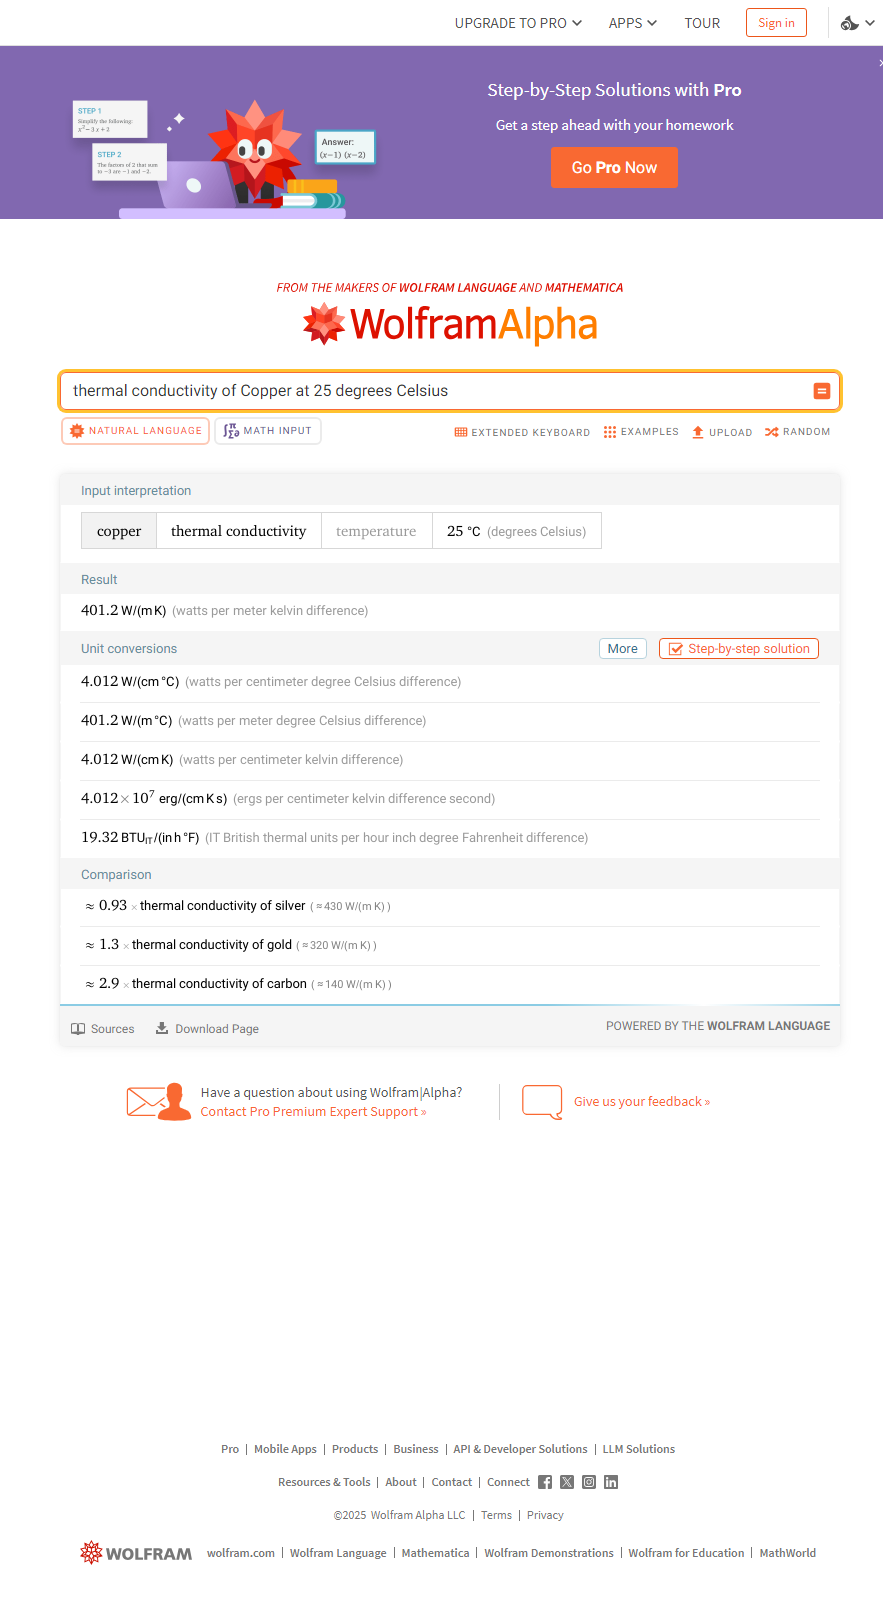 UPGRADE TO PRO APPS TOUR Sign in
STEP 1
Simplify the following:
x² − 3 x + 2
STEP 2
The factors of 2 that sum
to −3 are −1 and −2.
Answer:
(x−1) (x−2)
Step-by-Step Solutions with Pro
Get a step ahead with your homework
Go Pro Now
FROM THE MAKERS OF WOLFRAM LANGUAGE AND MATHEMATICA
WolframAlpha
thermal conductivity of Copper at 25 degrees Celsius
NATURAL LANGUAGE MATH INPUT EXTENDED KEYBOARD EXAMPLES UPLOAD RANDOM
Input interpretation
copper thermal conductivity temperature 25 °C (degrees Celsius)
Result
401.2 W/(m K) (watts per meter kelvin difference)
Unit conversions More Step-by-step solution
4.012 W/(cm °C) (watts per centimeter degree Celsius difference)
401.2 W/(m °C) (watts per meter degree Celsius difference)
4.012 W/(cm K) (watts per centimeter kelvin difference)
4.012 × 10⁷ erg/(cm K s) (ergs per centimeter kelvin difference second)
19.32 BTU_IT/(in h °F) (IT British thermal units per hour inch degree Fahrenheit difference)
Comparison
≈ 0.93 × thermal conductivity of silver ( ≈ 430 W/(m K) )
≈ 1.3 × thermal conductivity of gold ( ≈ 320 W/(m K) )
≈ 2.9 × thermal conductivity of carbon ( ≈ 140 W/(m K) )
Sources Download Page POWERED BY THE WOLFRAM LANGUAGE
Have a question about using Wolfram|Alpha?
Contact Pro Premium Expert Support »
Give us your feedback »
Pro | Mobile Apps | Products | Business | API & Developer Solutions | LLM Solutions
Resources & Tools | About | Contact | Connect
©2025 Wolfram Alpha LLC | Terms | Privacy
WOLFRAM wolfram.com | Wolfram Language | Mathematica | Wolfram Demonstrations | Wolfram for Education | MathWorld